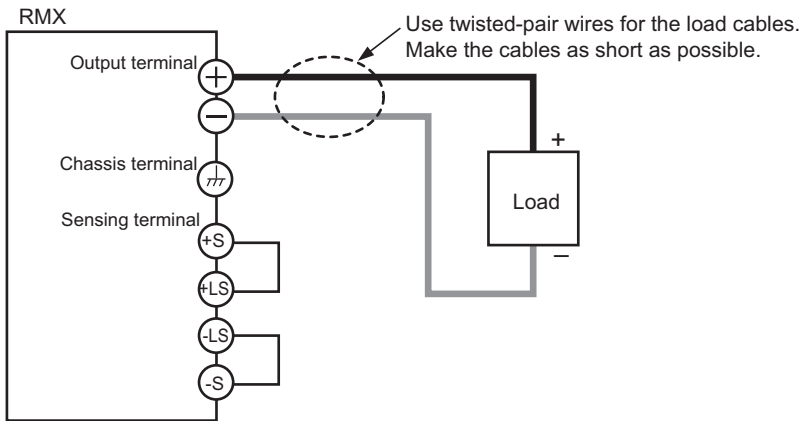 RMX
Use twisted-pair wires for the load cables.
Make the cables as short as possible.
Output terminal
+
−
+
Chassis terminal
Load
Sensing terminal
+S
−
+LS
-LS
-S